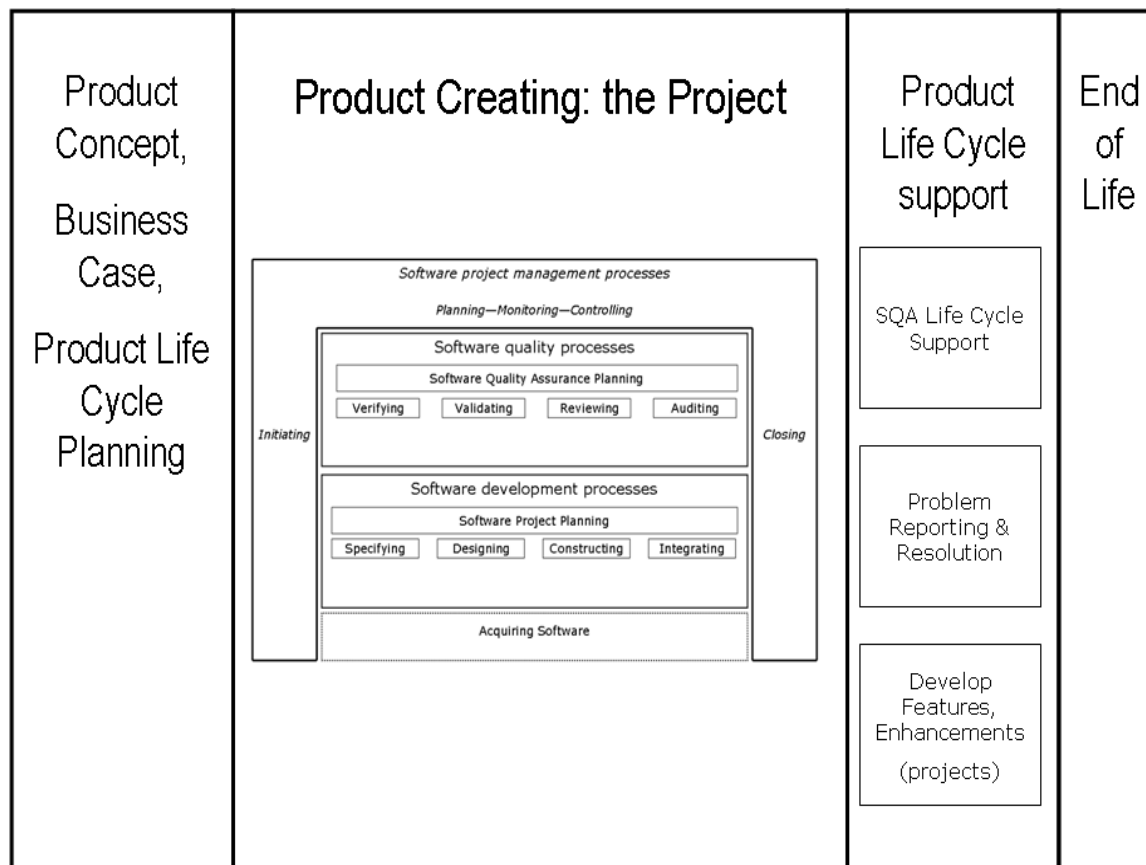 Product
Concept,
Business
Case,
Product Life
Cycle
Planning
Product Creating: the Project
Software project management processes
Planning—Monitoring—Controlling
Initiating
Software quality processes
Software Quality Assurance Planning
Verifying
Validating
Reviewing
Auditing
Software development processes
Software Project Planning
Specifying
Designing
Constructing
Integrating
Acquiring Software
Closing
Product
Life Cycle
support
SQA Life Cycle
Support
Problem
Reporting &
Resolution
Develop
Features,
Enhancements
(projects)
End
of
Life